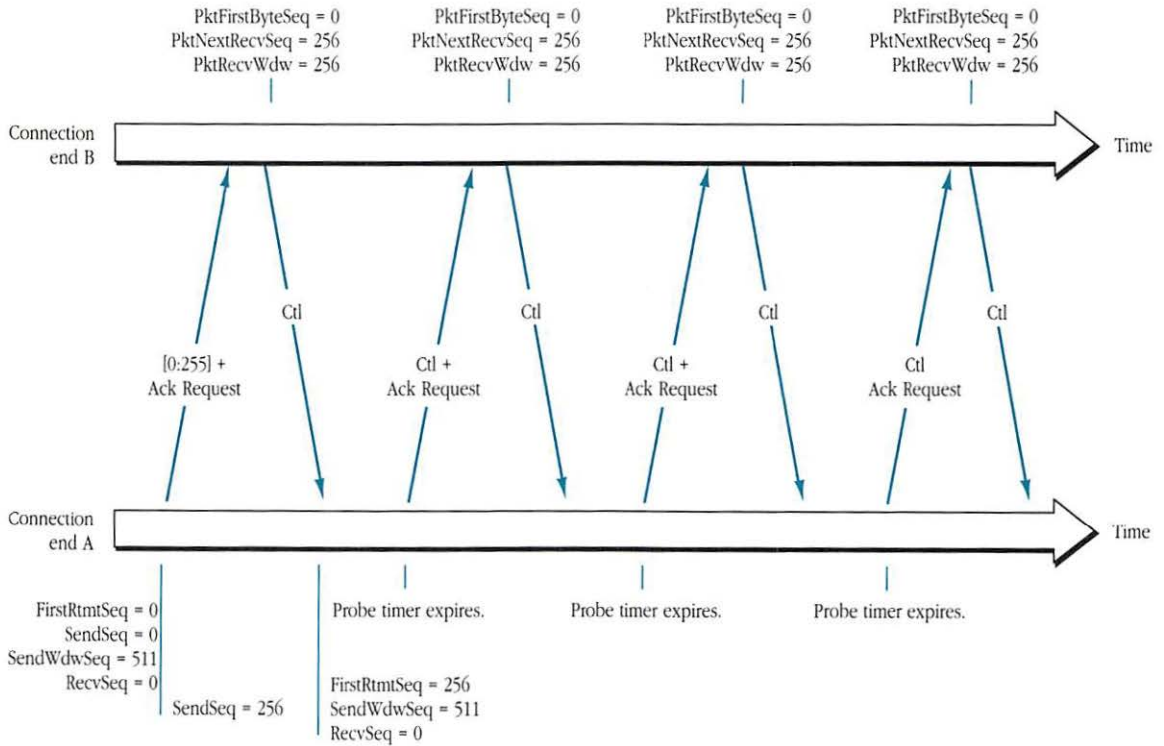 PktFirstByteSeq = 0
PktNextRecvSeq = 256
PktRecvWdw = 256
PktFirstByteSeq = 0
PktNextRecvSeq = 256
PktRecvWdw = 256
PktFirstByteSeq = 0
PktNextRecvSeq = 256
PktRecvWdw = 256
PktFirstByteSeq = 0
PktNextRecvSeq = 256
PktRecvWdw = 256
Connection
end B
Time
Ctl
Ctl
Ctl
Ctl
[0:255] +
Ack Request
Ctl +
Ack Request
Ctl +
Ack Request
Ctl
Ack Request
Connection
end A
Time
FirstRtmtSeq = 0
SendSeq = 0
SendWdwSeq = 511
RecvSeq = 0
SendSeq = 256
Probe timer expires.
Probe timer expires.
Probe timer expires.
FirstRtmtSeq = 256
SendWdwSeq = 511
RecvSeq = 0